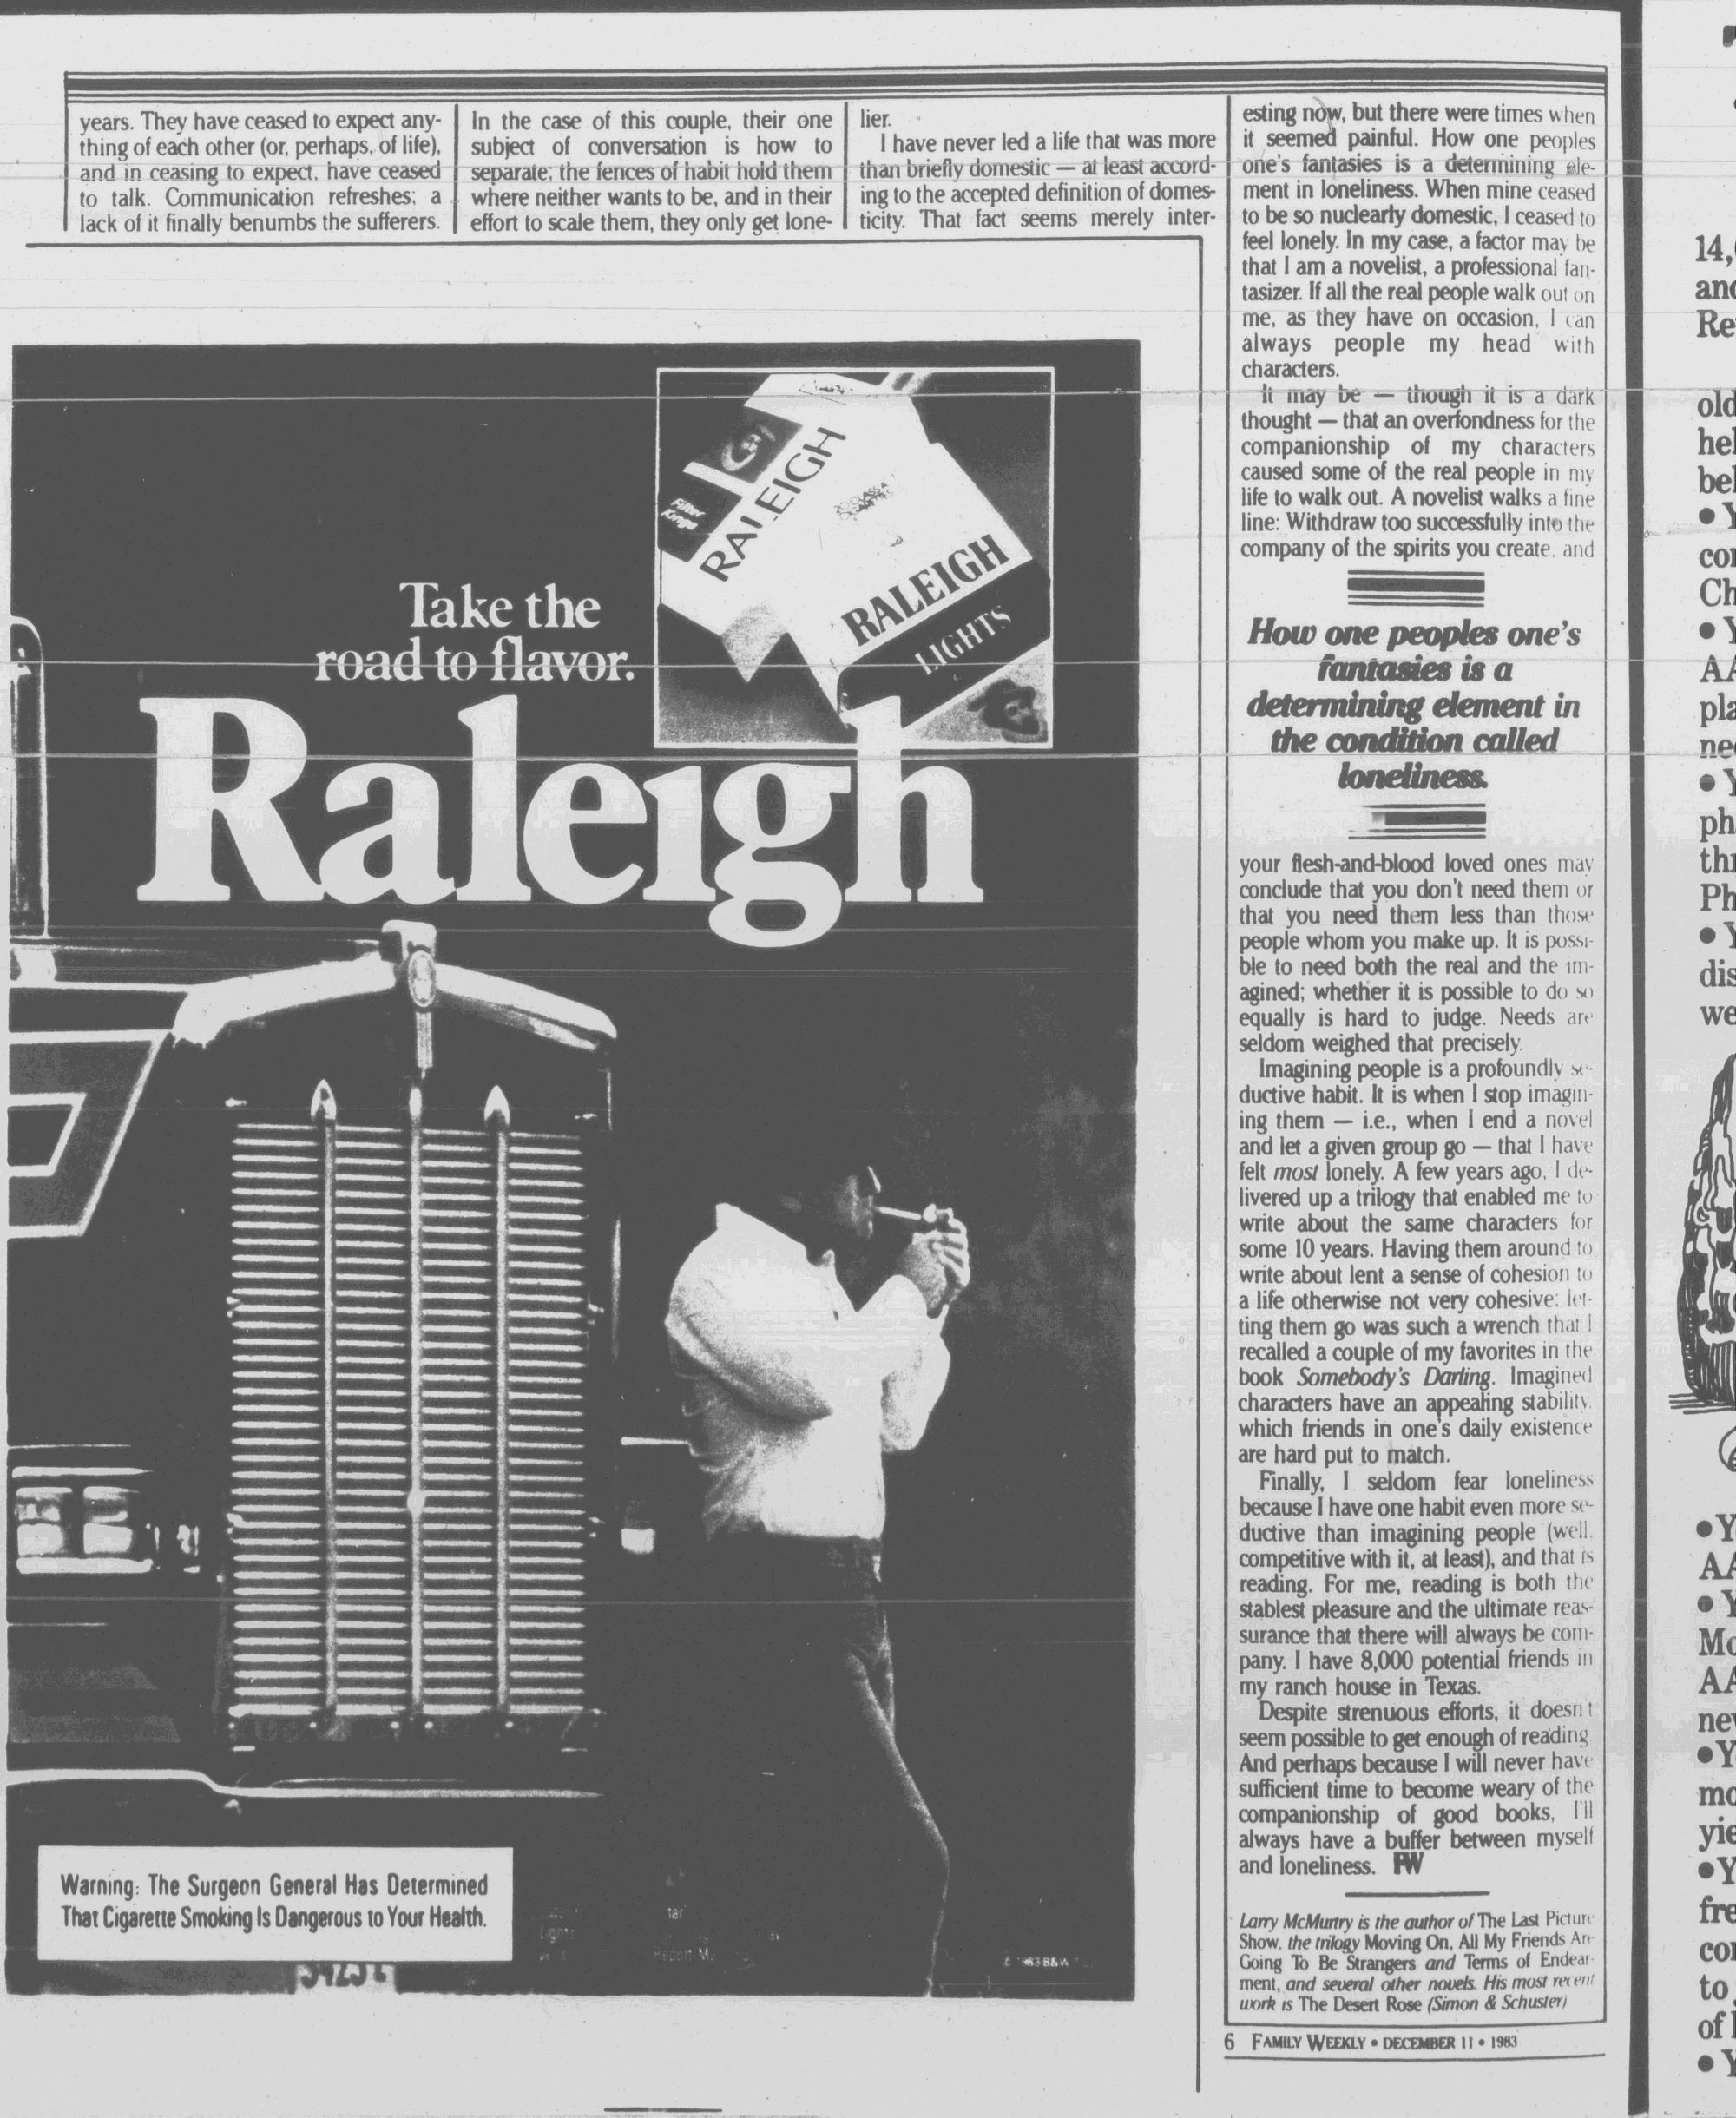 years. They have ceased to expect any-
thing of each other (or, perhaps, of life),
and in ceasing to expect, have ceased
to talk. Communication refreshes; a
lack of it finally benumbs the sufferers.
In the case of this couple, their one
subject of conversation is how to
separate; the fences of habit hold them
where neither wants to be, and in their
effort to scale them, they only get lone-
lier.
I have never led a life that was more
than briefly domestic — at least accord-
ing to the accepted definition of domes-
ticity. That fact seems merely inter-
esting now, but there were times when
it seemed painful. How one peoples
one's fantasies is a determining ele-
ment in loneliness. When mine ceased
to be so nuclearly domestic, I ceased to
feel lonely. In my case, a factor may be
that I am a novelist, a professional fan-
tasizer. If all the real people walk out on
me, as they have on occasion, I can
always people my head with
characters.
It may be — though it is a dark
thought — that an overfondness for the
companionship of my characters
caused some of the real people in my
life to walk out. A novelist walks a fine
line: Withdraw too successfully into the
company of the spirits you create, and
How one peoples one's
fantasies is a
determining element in
the condition called
loneliness.
your flesh-and-blood loved ones may
conclude that you don't need them or
that you need them less than those
people whom you make up. It is possi-
ble to need both the real and the im-
agined; whether it is possible to do so
equally is hard to judge. Needs are
seldom weighed that precisely.
Imagining people is a profoundly se-
ductive habit. It is when I stop imagin-
ing them — i.e., when I end a novel
and let a given group go — that I have
felt most lonely. A few years ago, I de-
livered up a trilogy that enabled me to
write about the same characters for
some 10 years. Having them around to
write about lent a sense of cohesion to
a life otherwise not very cohesive; let-
ting them go was such a wrench that I
recalled a couple of my favorites in the
book Somebody's Darling. Imagined
characters have an appealing stability,
which friends in one's daily existence
are hard put to match.
Finally, I seldom fear loneliness
because I have one habit even more se-
ductive than imagining people (well,
competitive with it, at least), and that is
reading. For me, reading is both the
stablest pleasure and the ultimate reas-
surance that there will always be com-
pany. I have 8,000 potential friends in
my ranch house in Texas.
Despite strenuous efforts, it doesn't
seem possible to get enough of reading.
And perhaps because I will never have
sufficient time to become weary of the
companionship of good books, I'll
always have a buffer between myself
and loneliness. FW
Larry McMurtry is the author of The Last Picture
Show, the trilogy Moving On, All My Friends Are
Going To Be Strangers and Terms of Endear-
ment, and several other novels. His most recent
work is The Desert Rose (Simon & Schuster)
6 FAMILY WEEKLY • DECEMBER 11 • 1983
Take the
road to flavor.
Raleigh
RALEIGH
Filter
Kings
RALEIGH
LIGHTS
Warning: The Surgeon General Has Determined
That Cigarette Smoking Is Dangerous to Your Health.
14,
and
old
hel
bel
• Y
Ch
• Y
AA
• Y
• Y
dis
we
• Y
AA
• Y
AA
• Y
• Y
to
• Y